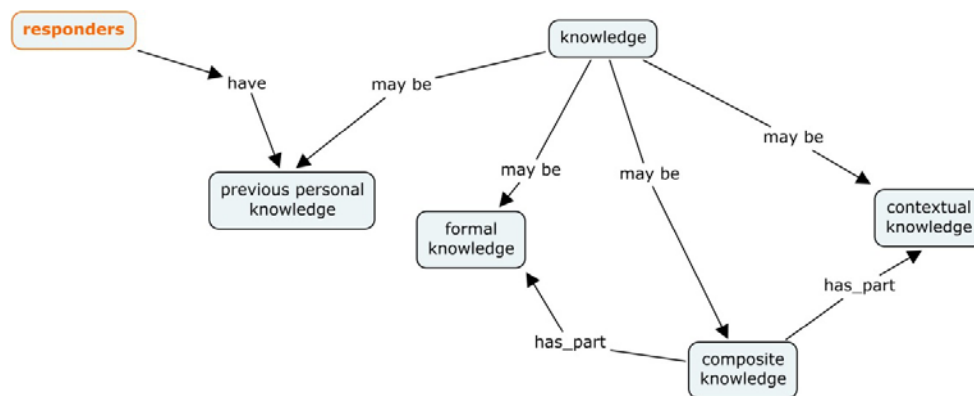 responders
knowledge
have
may be
may be
may be
may be
previous personal
knowledge
formal
knowledge
contextual
knowledge
has_part
has_part
composite
knowledge